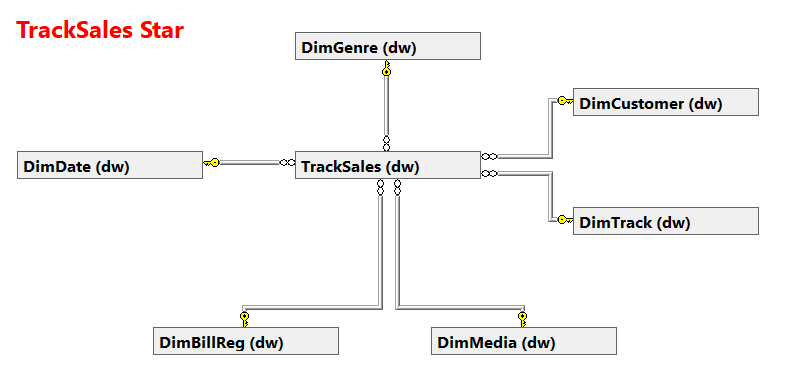 TrackSales Star
DimGenre (dw)
DimCustomer (dw)
DimDate (dw)
TrackSales (dw)
DimTrack (dw)
DimBillReg (dw)
DimMedia (dw)